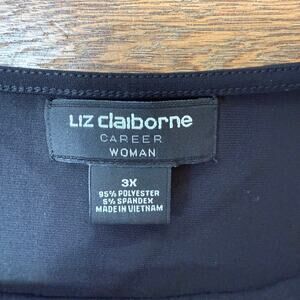 Liz claiborne
CAREER
WOMAN
3X
95% POLYESTER
5% SPANDEX
MADE IN VIETNAM